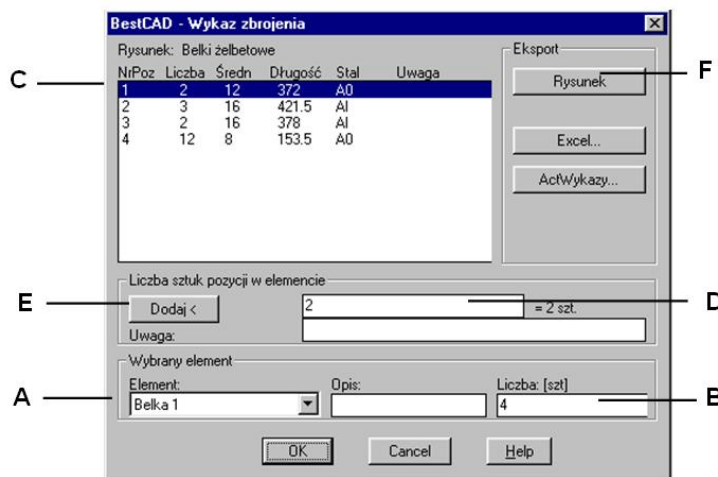 BestCAD - Wykaz zbrojenia
Rysunek: Belki żelbetowe
Eksport
NrPoz Liczba Średn Długość Stal Uwaga
1 2 12 372 A0
2 3 16 421.5 AI
3 2 16 378 AI
4 12 8 153.5 A0
Rysunek
Excel...
ActWykazy...
C
F
Liczba sztuk pozycji w elemencie
E
Dodaj <
2
= 2 szt.
D
Uwaga:
Wybrany element
Element: Opis: Liczba: [szt]
A
Belka 1
4
B
OK Cancel Help